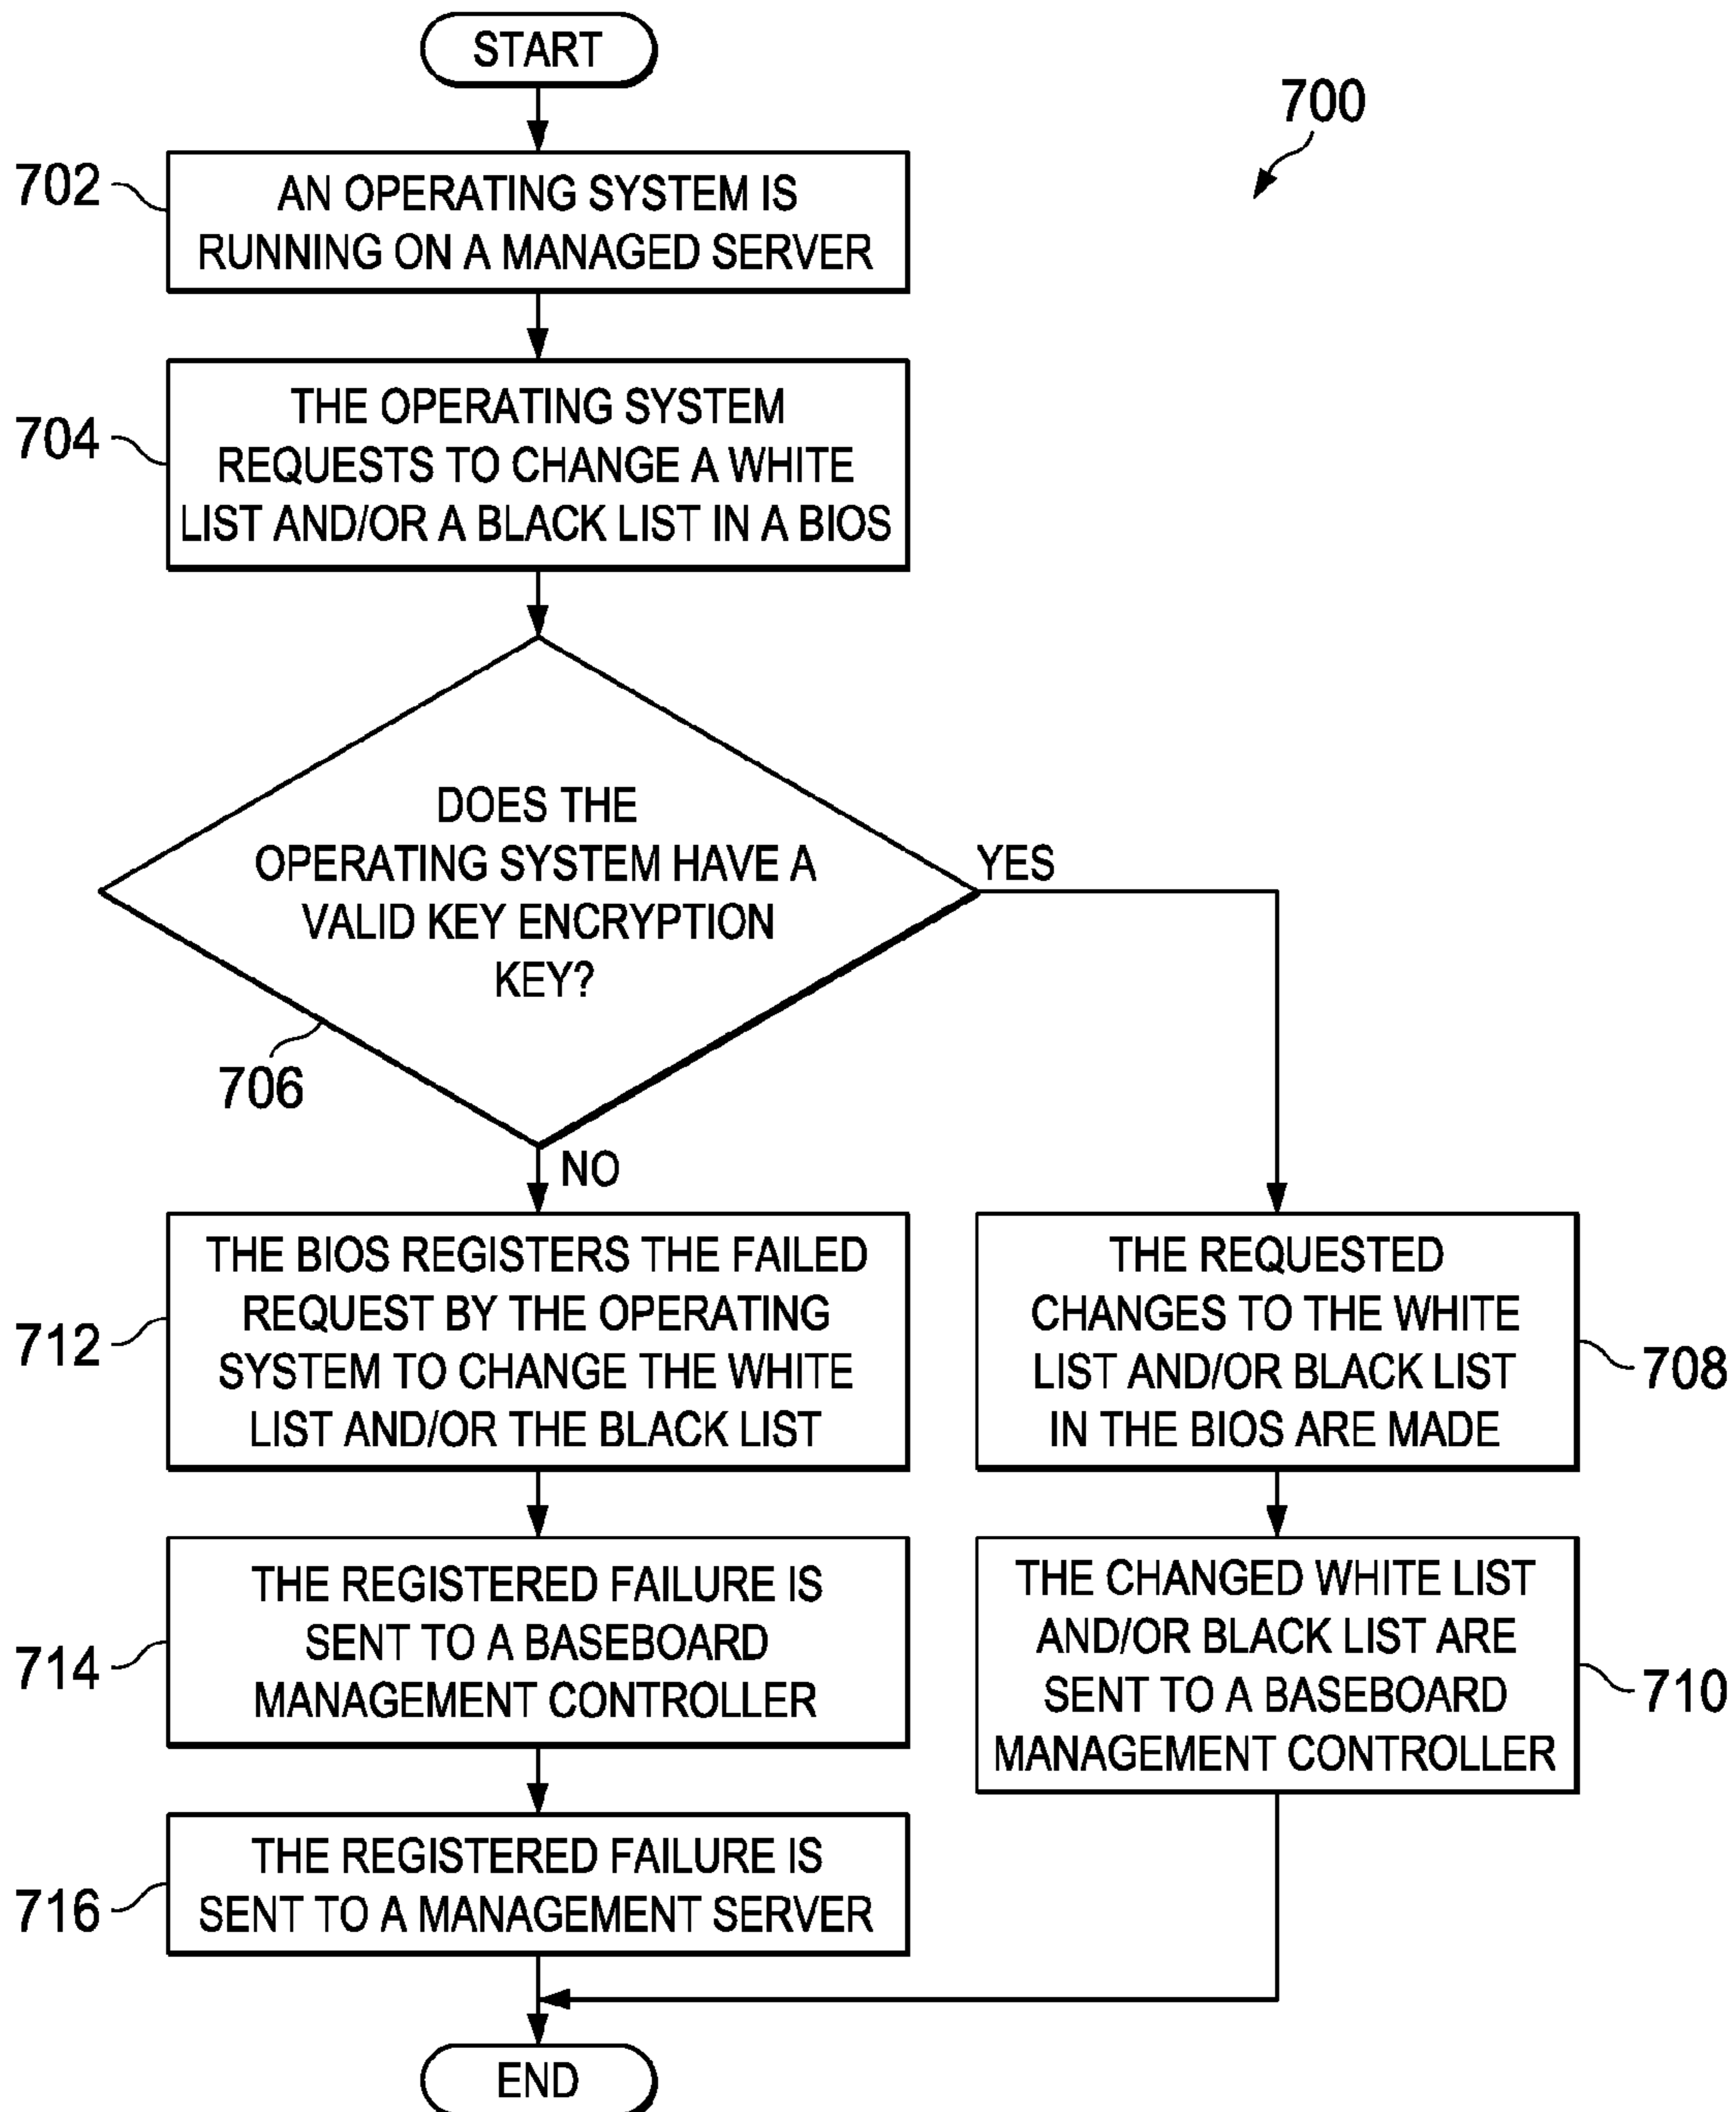 START
700
702
AN OPERATING SYSTEM IS
RUNNING ON A MANAGED SERVER
704
THE OPERATING SYSTEM
REQUESTS TO CHANGE A WHITE
LIST AND/OR A BLACK LIST IN A BIOS
DOES THE
OPERATING SYSTEM HAVE A
VALID KEY ENCRYPTION
KEY?
YES
706
NO
712
THE BIOS REGISTERS THE FAILED
REQUEST BY THE OPERATING
SYSTEM TO CHANGE THE WHITE
LIST AND/OR THE BLACK LIST
THE REQUESTED
CHANGES TO THE WHITE
LIST AND/OR BLACK LIST
IN THE BIOS ARE MADE
708
714
THE REGISTERED FAILURE IS
SENT TO A BASEBOARD
MANAGEMENT CONTROLLER
THE CHANGED WHITE LIST
AND/OR BLACK LIST ARE
SENT TO A BASEBOARD
MANAGEMENT CONTROLLER
710
716
THE REGISTERED FAILURE IS
SENT TO A MANAGEMENT SERVER
END